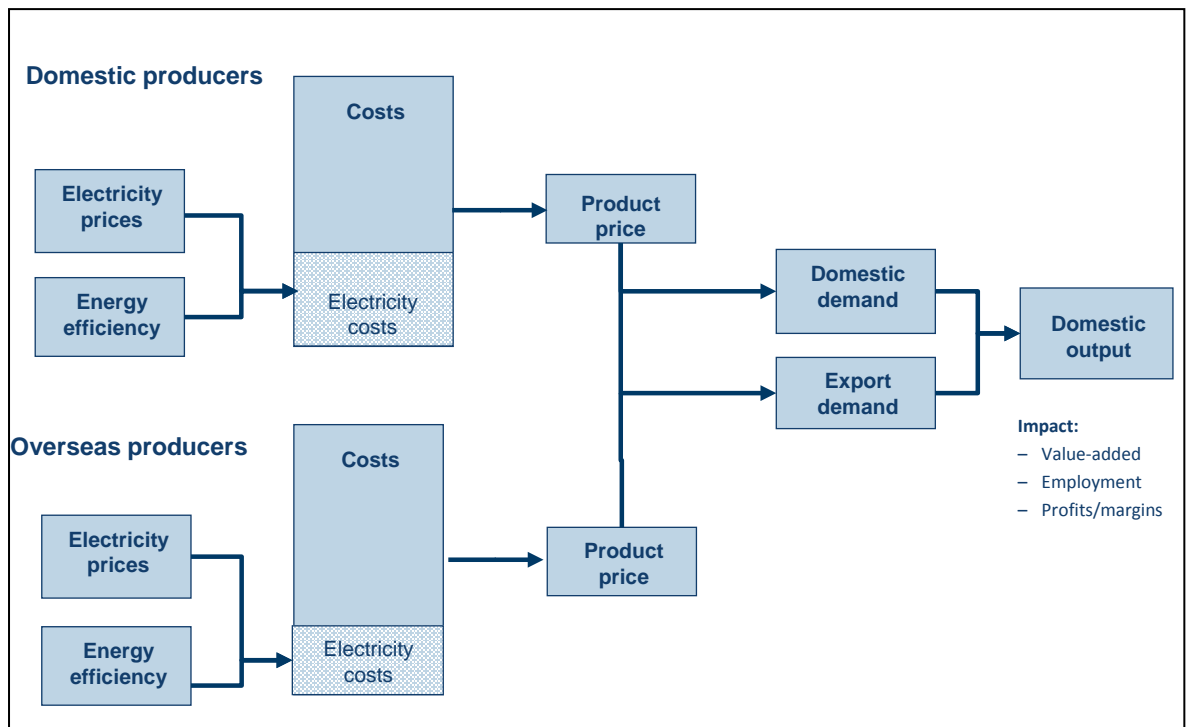 Domestic producers
Costs
Electricity
prices
Energy
efficiency
Electricity
costs
Product
price
Domestic
demand
Export
demand
Domestic
output
Impact:
– Value-added
– Employment
– Profits/margins
Overseas producers
Costs
Electricity
prices
Energy
efficiency
Electricity
costs
Product
price